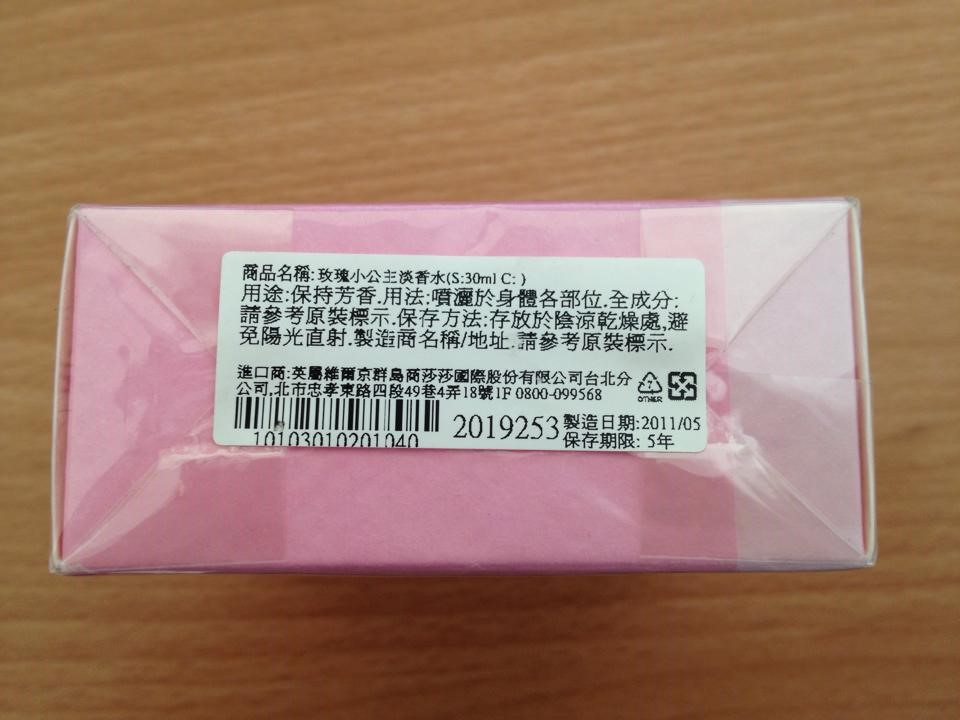 商品名稱:玫瑰小公主淡香水(S:30ml C: )
用途:保持芳香.用法:噴灑於身體各部位.全成分:
請參考原裝標示.保存方法:存放於陰涼乾燥處,避
免陽光直射.製造商名稱/地址.請參考原裝標示.
進口商:英屬維爾京群島商莎莎國際股份有限公司台北分
公司,北市忠孝東路四段49巷4弄18號1F 0800-099568
OTHER
10103010201040
2019253
製造日期:2011/05
保存期限: 5年